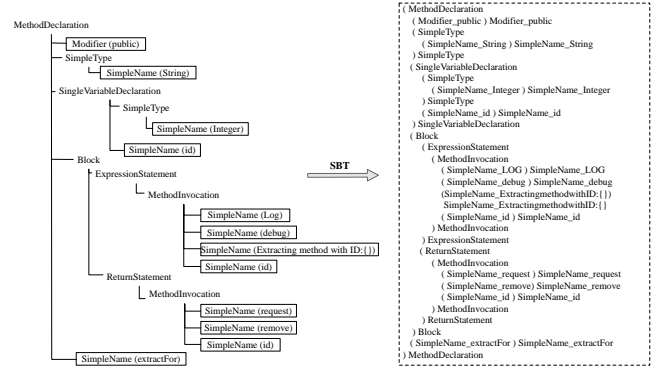 MethodDeclaration
Modifier (public)
SimpleType
SimpleName (String)
SingleVariableDeclaration
SimpleType
SimpleName (Integer)
SimpleName (id)
Block
ExpressionStatement
MethodInvocation
SimpleName (Log)
SimpleName (debug)
SimpleName (Extracting method with ID:{})
SimpleName (id)
ReturnStatement
MethodInvocation
SimpleName (request)
SimpleName (remove)
SimpleName (id)
SimpleName (extractFor)
SBT
( MethodDeclaration
( Modifier_public ) Modifier_public
( SimpleType
( SimpleName_String ) SimpleName_String
) SimpleType
( SingleVariableDeclaration
( SimpleType
( SimpleName_Integer ) SimpleName_Integer
) SimpleType
( SimpleName_id ) SimpleName_id
) SingleVariableDeclaration
( Block
( ExpressionStatement
( MethodInvocation
( SimpleName_LOG ) SimpleName_LOG
( SimpleName_debug ) SimpleName_debug
(SimpleName_ExtractingmethodwithID:{})
SimpleName_ExtractingmethodwithID:{}
( SimpleName_id ) SimpleName_id
) MethodInvocation
) ExpressionStatement
( ReturnStatement
( MethodInvocation
( SimpleName_request ) SimpleName_request
( SimpleName_remove) SimpleName_remove
( SimpleName_id ) SimpleName_id
) MethodInvocation
) ReturnStatement
) Block
( SimpleName_extractFor ) SimpleName_extractFor
) MethodDeclaration